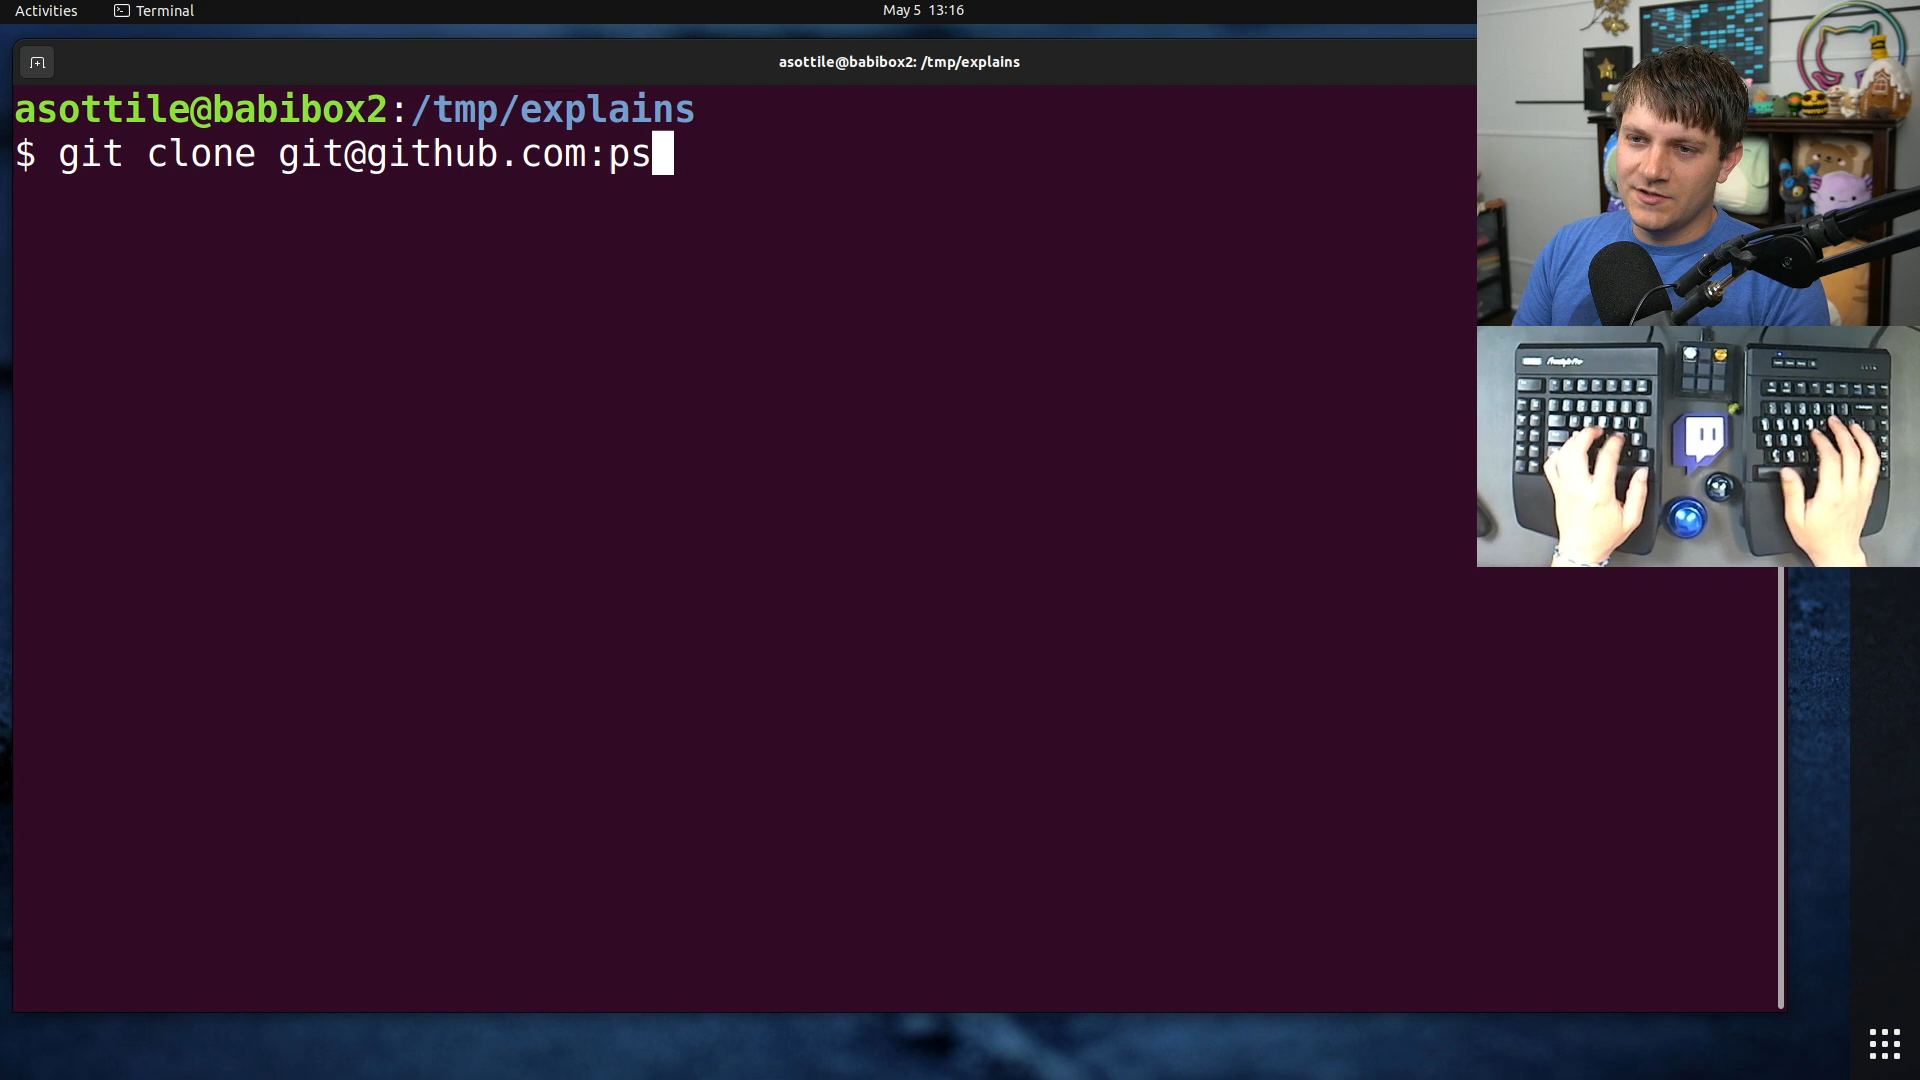 Activities Terminal May 5 13:16
asottile@babibox2: /tmp/explains
asottile@babibox2:/tmp/explains
$ git clone git@github.com:ps